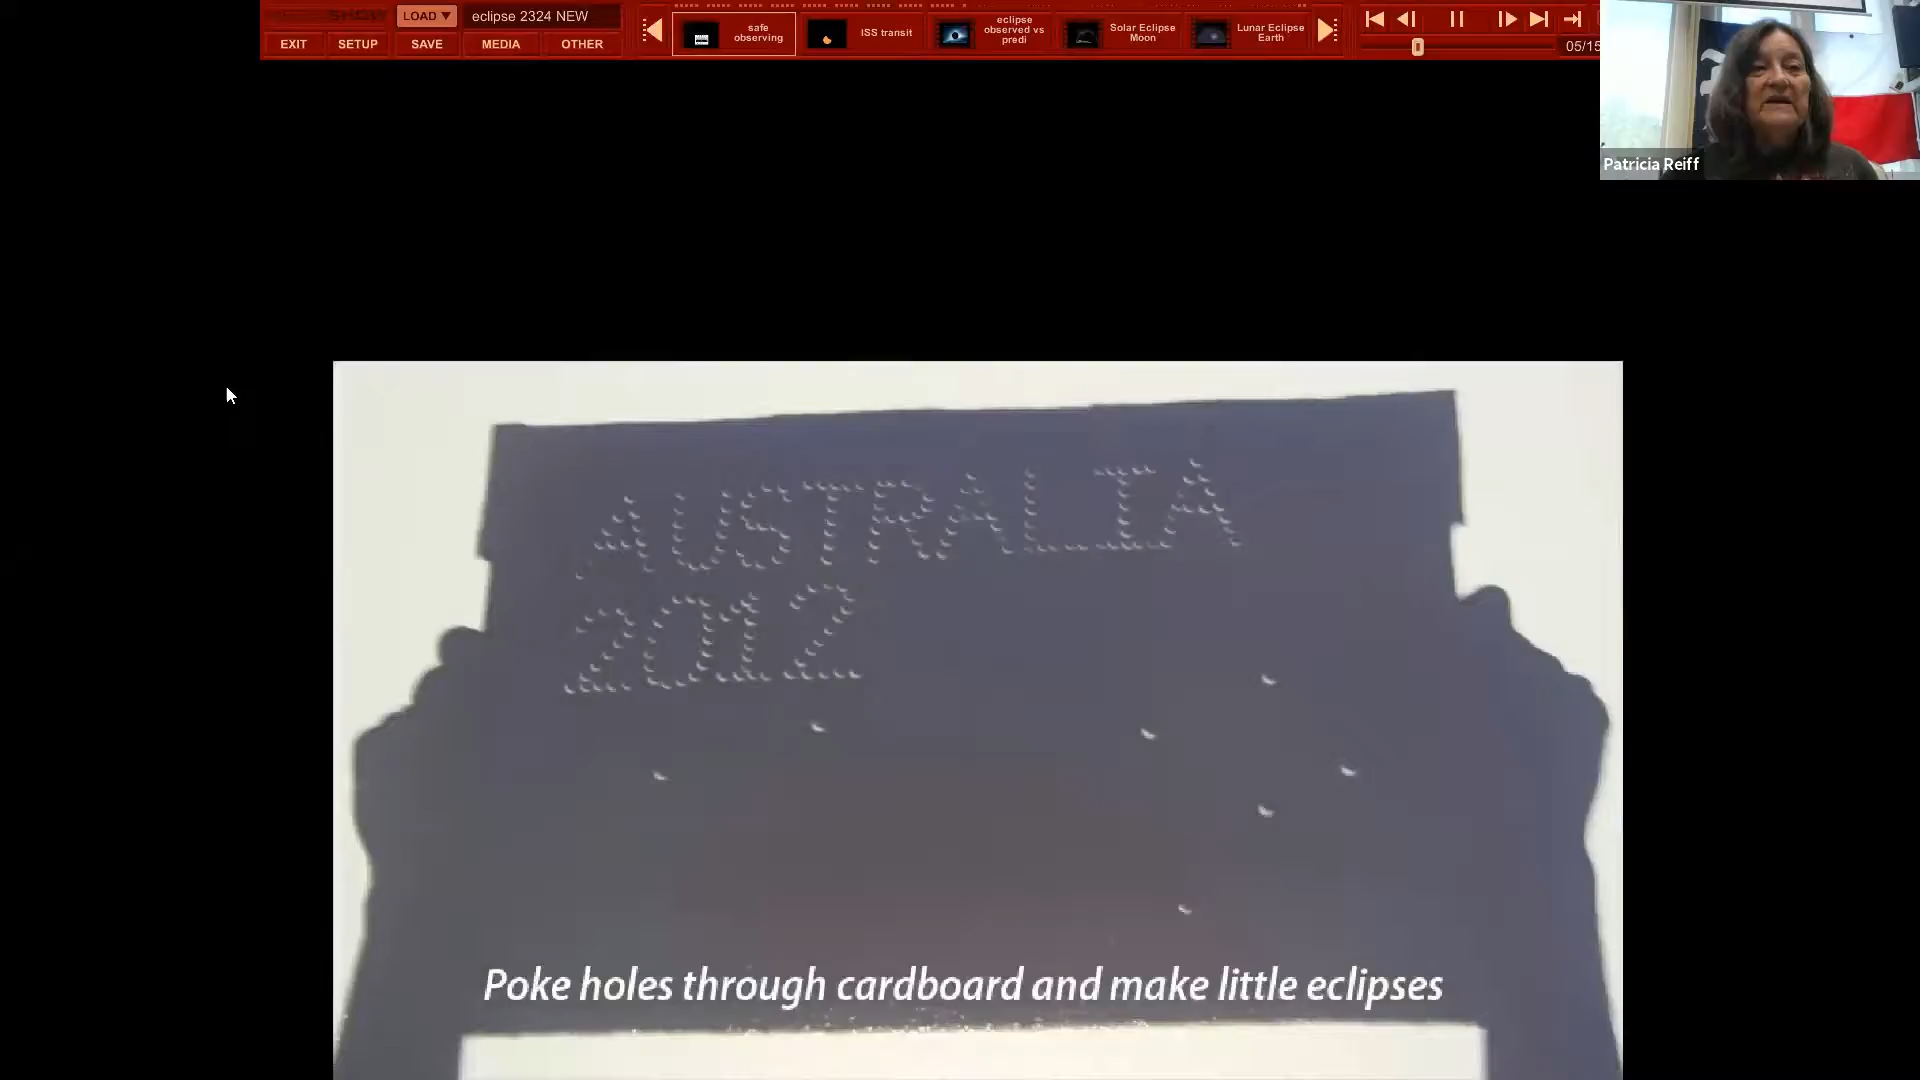 SHOW
LOAD ▼
eclipse 2324 NEW
EXIT
SETUP
SAVE
MEDIA
OTHER
safe
observing
ISS transit
eclipse
observed vs
predi
Solar Eclipse
Moon
Lunar Eclipse
Earth
05/15
Patricia Reiff
AUSTRALIA
2012
Poke holes through cardboard and make little eclipses